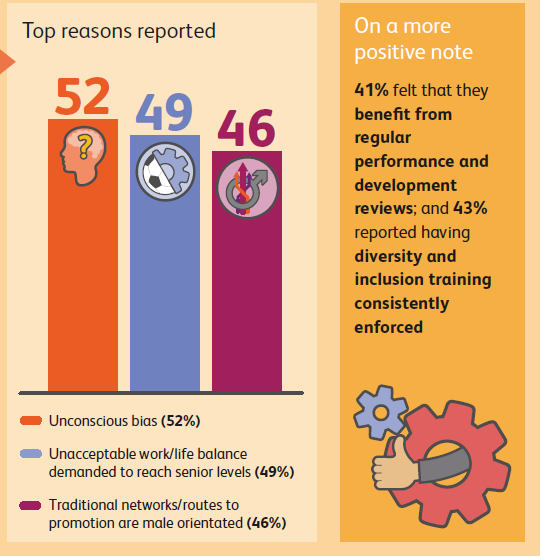 Top reasons reported
52
49
46
?
Unconscious bias (52%)
Unacceptable work/life balance
demanded to reach senior levels (49%)
Traditional networks/routes to
promotion are male orientated (46%)
On a more
positive note
41% felt that they
benefit from
regular
performance and
development
reviews; and 43%
reported having
diversity and
inclusion training
consistently
enforced